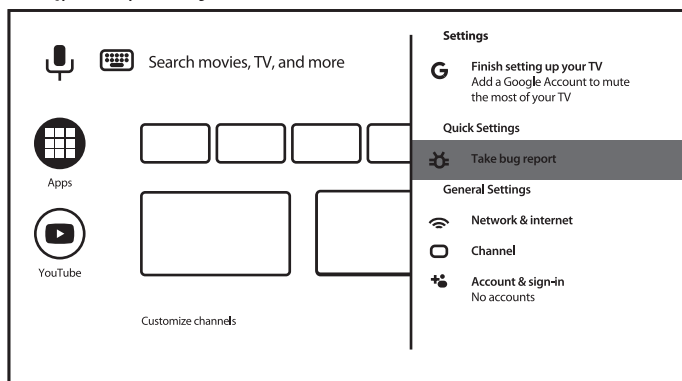 Search movies, TV, and more
Apps
YouTube
Customize channels
Settings
G Finish setting up your TV
Add a Google Account to mute
the most of your TV
Quick Settings
Take bug report
General Settings
Network & internet
Channel
Account & sign-in
No accounts